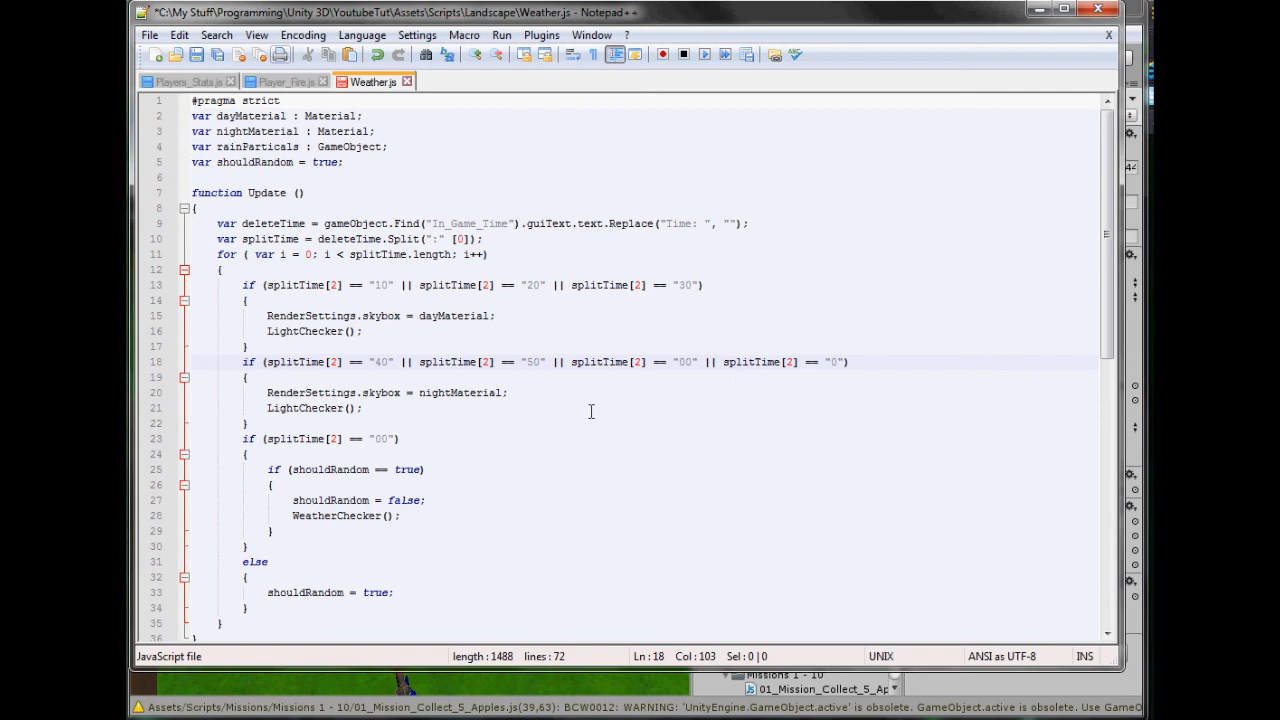 *C:\My Stuff\Programming\Unity 3D\YoutubeTut\Assets\Scripts\Landscape\Weather.js - Notepad++
File Edit Search View Encoding Language Settings Macro Run Plugins Window ? X
Players_Stats.js Player_Fire.js Weather.js
1 #pragma strict
2 var dayMaterial : Material;
3 var nightMaterial : Material;
4 var rainParticals : GameObject;
5 var shouldRandom = true;
6
7 function Update ()
8 {
9 var deleteTime = gameObject.Find("In_Game_Time").guiText.text.Replace("Time: ", "");
10 var splitTime = deleteTime.Split(":" [0]);
11 for ( var i = 0; i < splitTime.length; i++)
12 {
13 if (splitTime[2] == "10" || splitTime[2] == "20" || splitTime[2] == "30")
14 {
15 RenderSettings.skybox = dayMaterial;
16 LightChecker();
17 }
18 if (splitTime[2] == "40" || splitTime[2] == "50" || splitTime[2] == "00" || splitTime[2] == "0")
19 {
20 RenderSettings.skybox = nightMaterial;
21 LightChecker();
22 }
23 if (splitTime[2] == "00")
24 {
25 if (shouldRandom == true)
26 {
27 shouldRandom = false;
28 WeatherChecker();
29 }
30 }
31 else
32 {
33 shouldRandom = true;
34 }
35 }
36 }
JavaScript file length : 1488 lines : 72 Ln : 18 Col : 103 Sel : 0 | 0 UNIX ANSI as UTF-8 INS
Missions 1 - 10
01_Mission_Collect_5_Ap
Assets/Scripts/Missions/Missions 1 - 10/01_Mission_Collect_5_Apples.js(39,63): BCW0012: WARNING: 'UnityEngine.GameObject.active' is obsolete. GameObject.active is obsolete. Use GameO